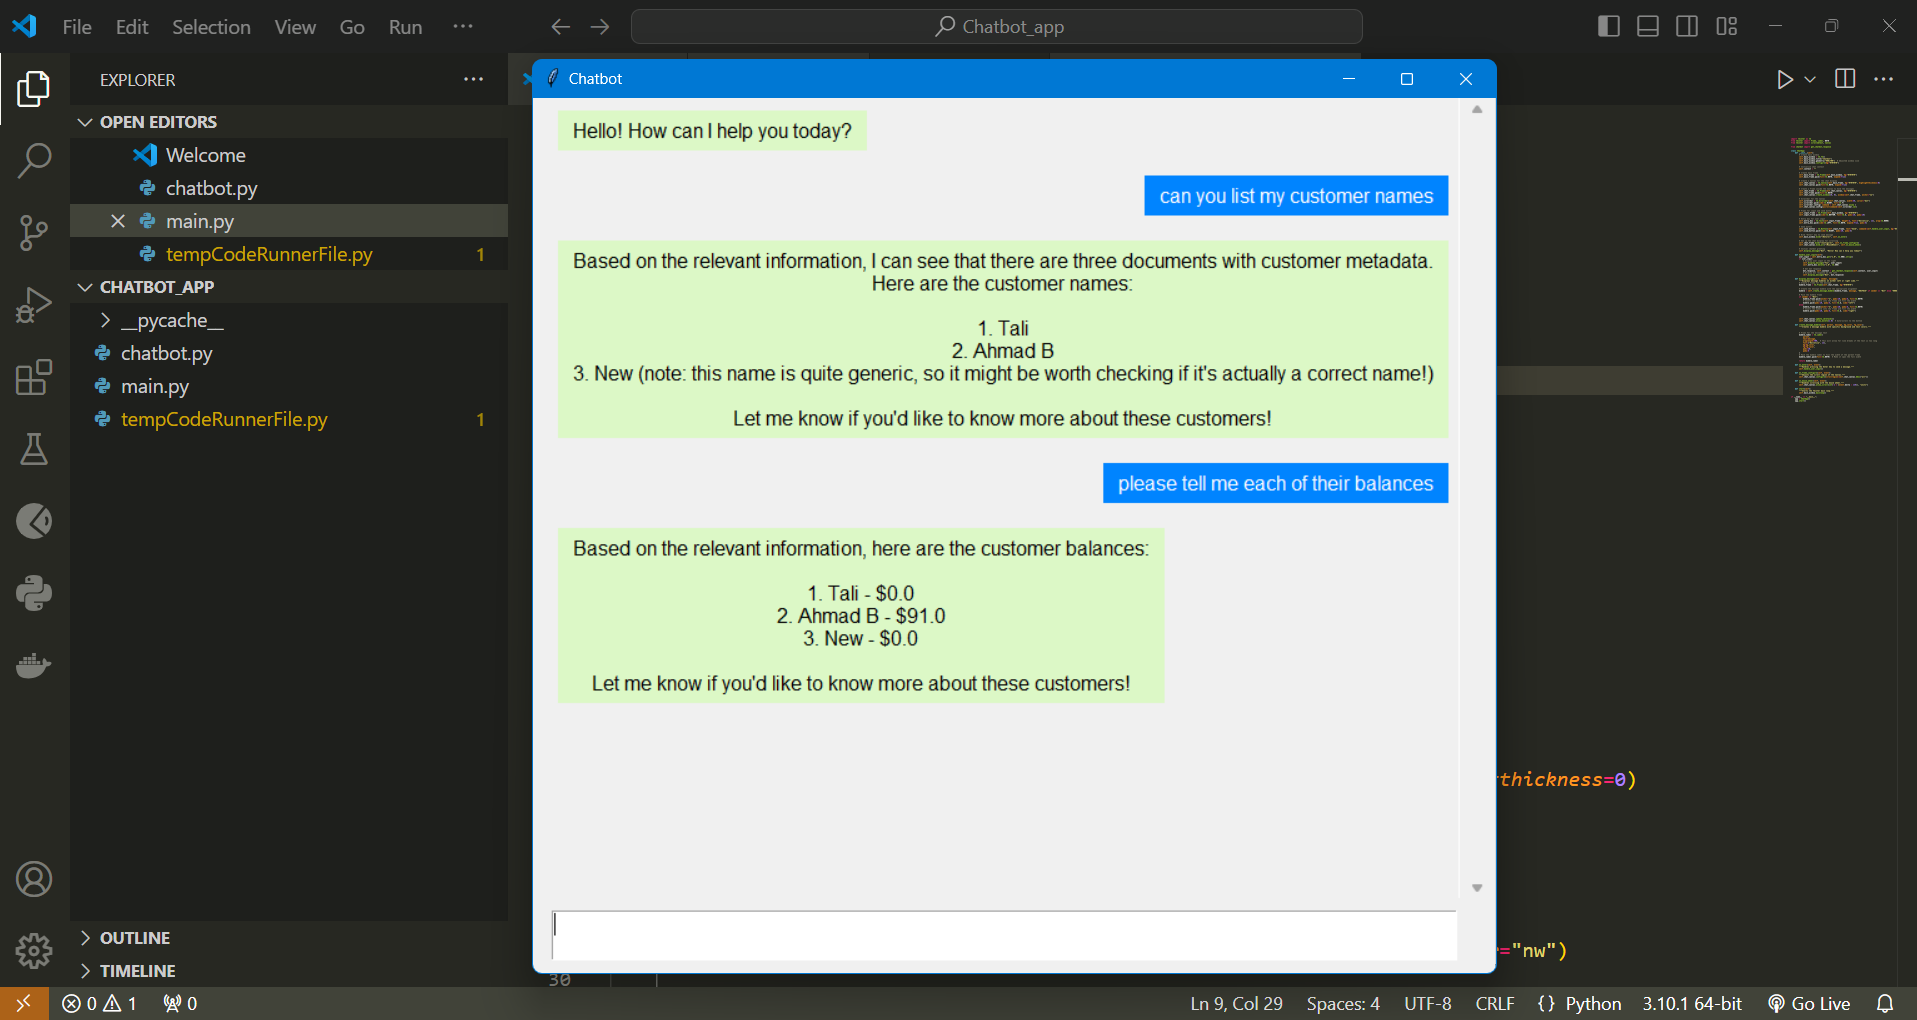 File Edit Selection View Go Run ···
Chatbot_app
EXPLORER ···
OPEN EDITORS
Welcome
chatbot.py
main.py
tempCodeRunnerFile.py 1
CHATBOT_APP
__pycache__
chatbot.py
main.py
tempCodeRunnerFile.py 1
OUTLINE
TIMELINE
Chatbot
Hello! How can I help you today?
can you list my customer names
Based on the relevant information, I can see that there are three documents with customer metadata.
Here are the customer names:
1. Tali
2. Ahmad B
3. New (note: this name is quite generic, so it might be worth checking if it's actually a correct name!)
Let me know if you'd like to know more about these customers!
please tell me each of their balances
Based on the relevant information, here are the customer balances:
1. Tali - $0.0
2. Ahmad B - $91.0
3. New - $0.0
Let me know if you'd like to know more about these customers!
thickness=0)
="nw")
30
0 1 0
Ln 9, Col 29 Spaces: 4 UTF-8 CRLF {} Python 3.10.1 64-bit Go Live